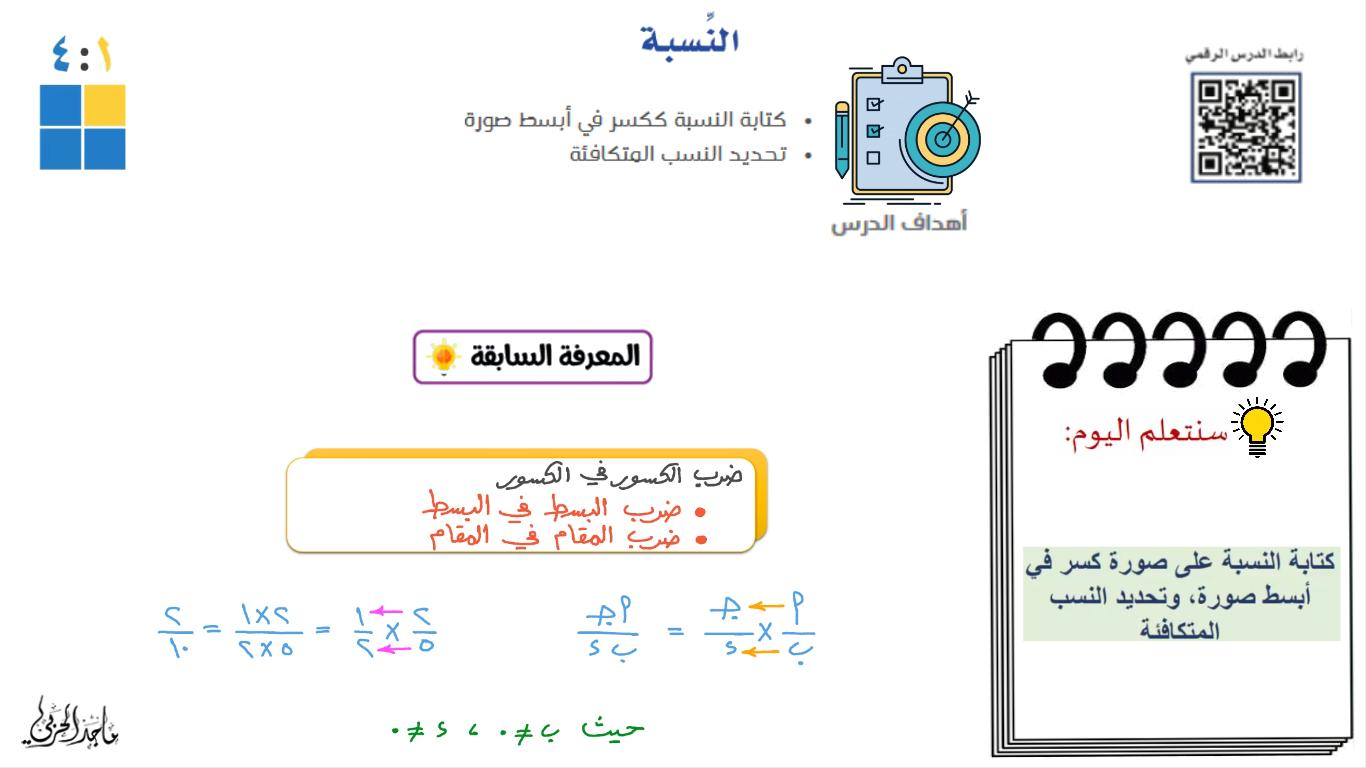 النِّسبة
رابط الدرس الرقمي
٤:١
• كتابة النسبة ككسر في أبسط صورة
• تحديد النسب المتكافئة
أهداف الدرس
المعرفة السابقة
سنتعلم اليوم:
كتابة النسبة على صورة كسر في
أبسط صورة، وتحديد النسب
المتكافئة
ضرب الكسور في الكسور
• ضرب البسط في البسط
• ضرب المقام في المقام
أ/ب × جـ/د = أ جـ/ب د
٢/٥ × ١/٢ = ٢×١/٥×٢ = ٢/١٠
حيث ب ≠ ٠ ، د ≠ ٠
ماجد الحربي